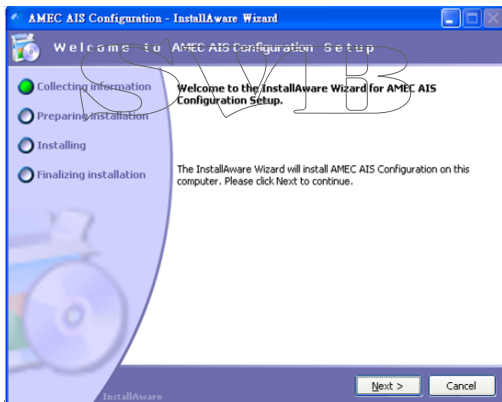 AMEC AIS Configuration - InstallAware Wizard
Welcome to AMEC AIS Configuration Setup
SVB
Collecting information
Preparing installation
Installing
Finalizing installation
Welcome to the InstallAware Wizard for AMEC AIS
Configuration Setup.
The InstallAware Wizard will install AMEC AIS Configuration on this
computer. Please click Next to continue.
InstallAware
Next >
Cancel